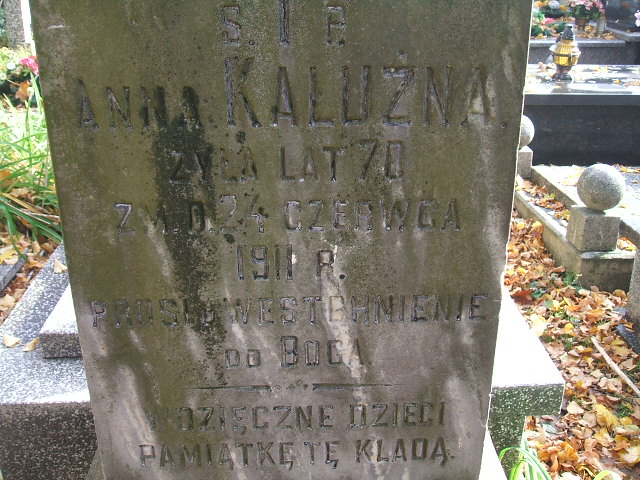 Ś. † P.
ANNA KAŁUŻNA
ŻYŁA LAT 70
ZM. D. 24 CZERWCA
1911 R.
PROSI O WESTCHNIENIE
DO BOGA
WDZIĘCZNE DZIECI
PAMIĄTKĘ TĘ KŁADĄ.